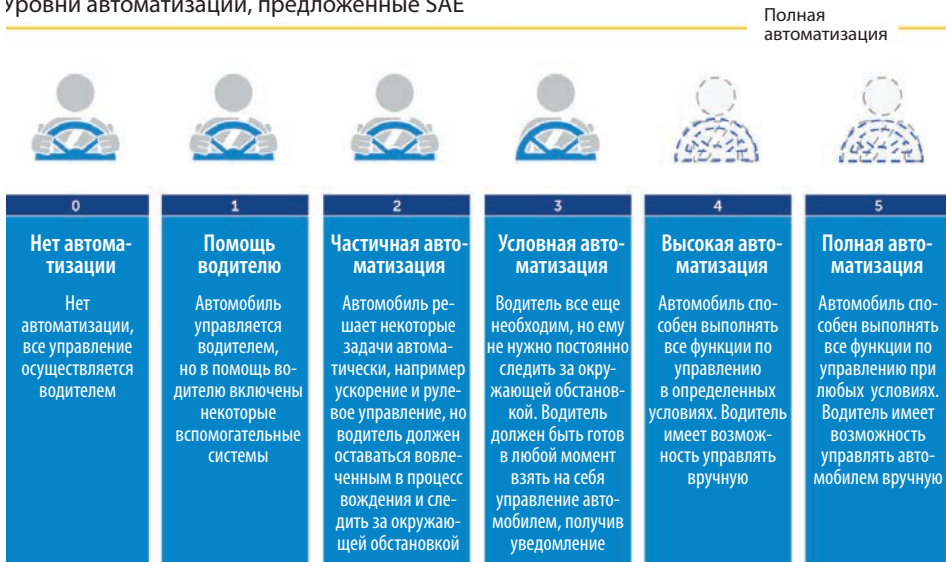 Уровни автоматизации, предложенные SAE
Полная
автоматизация
0
Нет автома-
тизации
Нет
автоматизации,
все управление
осуществляется
водителем
1
Помощь
водителю
Автомобиль
управляется
водителем,
но в помощь во-
дителю включены
некоторые
вспомогательные
системы
2
Частичная авто-
матизация
Автомобиль ре-
шает некоторые
задачи автома-
тически, например
ускорение и руле-
вое управление, но
водитель должен
оставаться вовле-
ченным в процесс
вождения и сле-
дить за окружаю-
щей обстановкой
3
Условная авто-
матизация
Водитель все еще
необходим, но ему
не нужно постоянно
следить за окру-
жающей обстанов-
кой. Водитель
должен быть готов
в любой момент
взять на себя
управление авто-
мобилем, получив
уведомление
4
Высокая авто-
матизация
Автомобиль спо-
собен выполнять
все функции по
управлению
в определенных
условиях. Водитель
имеет возмож-
ность управлять
вручную
5
Полная авто-
матизация
Автомобиль спо-
собен выполнять
все функции по
управлению при
любых условиях.
Водитель имеет
возможность
управлять авто-
мобилем вручную